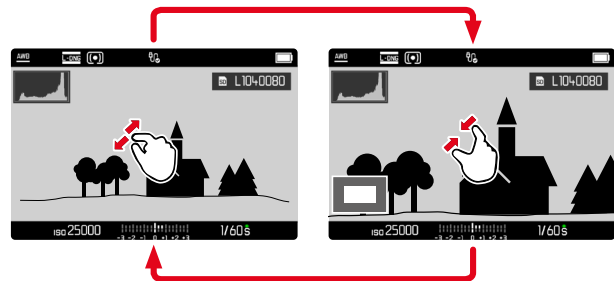 AWB L-DNG
L1040080
ISO 25000 -3 -2 -1 0 +1 +2 +3 1/60s
AWB L-DNG
L1040080
ISO 25000 -3 -2 -1 0 +1 +2 +3 1/60s